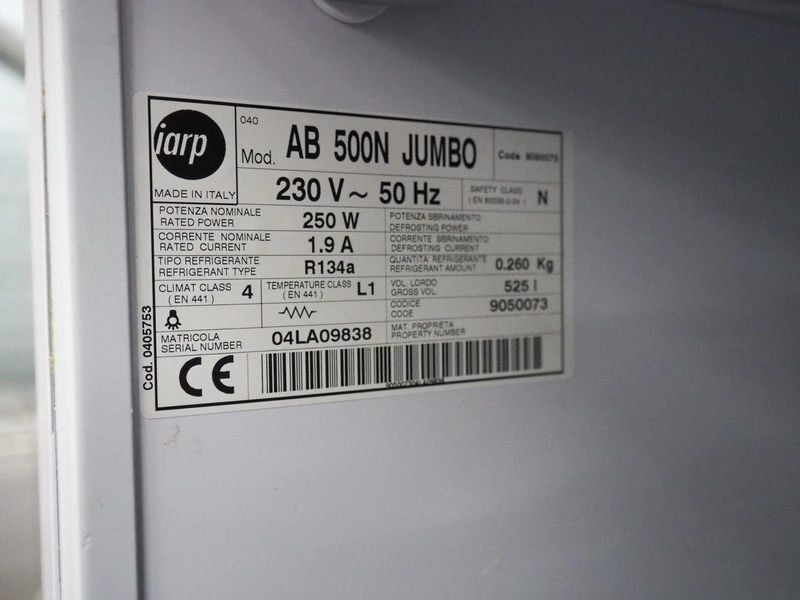 iarp
MADE IN ITALY
040
Mod. AB 500N JUMBO
Code 9050073
230 V ~ 50 Hz
SAFETY CLASS
(EN 60335-2-24)
N
POTENZA NOMINALE
RATED POWER
250 W
POTENZA SBRINAMENTO
DEFROSTING POWER
CORRENTE NOMINALE
RATED CURRENT
1.9 A
CORRENTE SBRINAMENTO
DEFROSTING CURRENT
TIPO REFRIGERANTE
REFRIGERANT TYPE
R134a
QUANTITA REFRIGERANTE
REFRIGERANT AMOUNT
0.260 Kg
CLIMAT CLASS
(EN 441)
4
TEMPERATURE CLASS
(EN 441)
L1
VOL. LORDO
GROSS VOL.
525 l
CODICE
CODE
9050073
MATRICOLA
SERIAL NUMBER
04LA09838
MAT. PROPRIETA
PROPERTY NUMBER
CE
Cod. 0405753